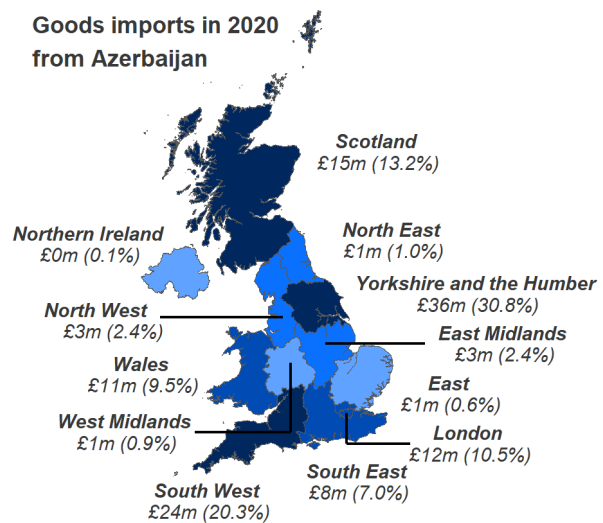 Goods imports in 2020
from Azerbaijan
Scotland
£15m (13.2%)
Northern Ireland
£0m (0.1%)
North East
£1m (1.0%)
Yorkshire and the Humber
£36m (30.8%)
North West
£3m (2.4%)
East Midlands
£3m (2.4%)
Wales
£11m (9.5%)
East
£1m (0.6%)
West Midlands
£1m (0.9%)
London
£12m (10.5%)
South East
£8m (7.0%)
South West
£24m (20.3%)